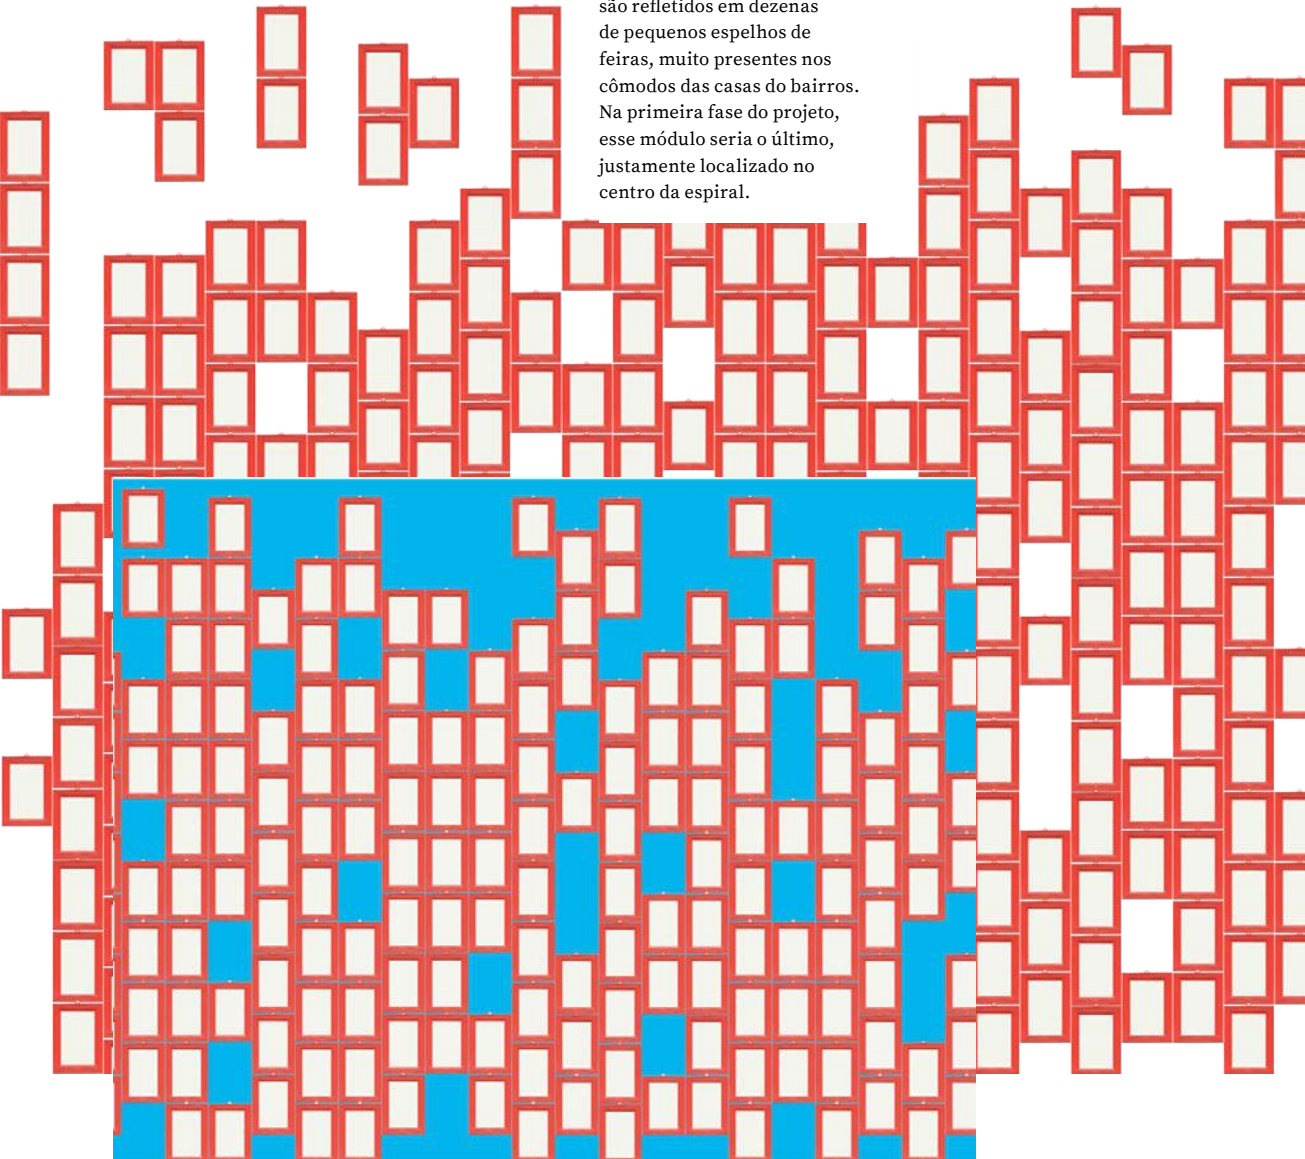 são refletidos em dezenas
de pequenos espelhos de
feiras, muito presentes nos
cômodos das casas do bairros.
Na primeira fase do projeto,
esse módulo seria o último,
justamente localizado no
centro da espiral.